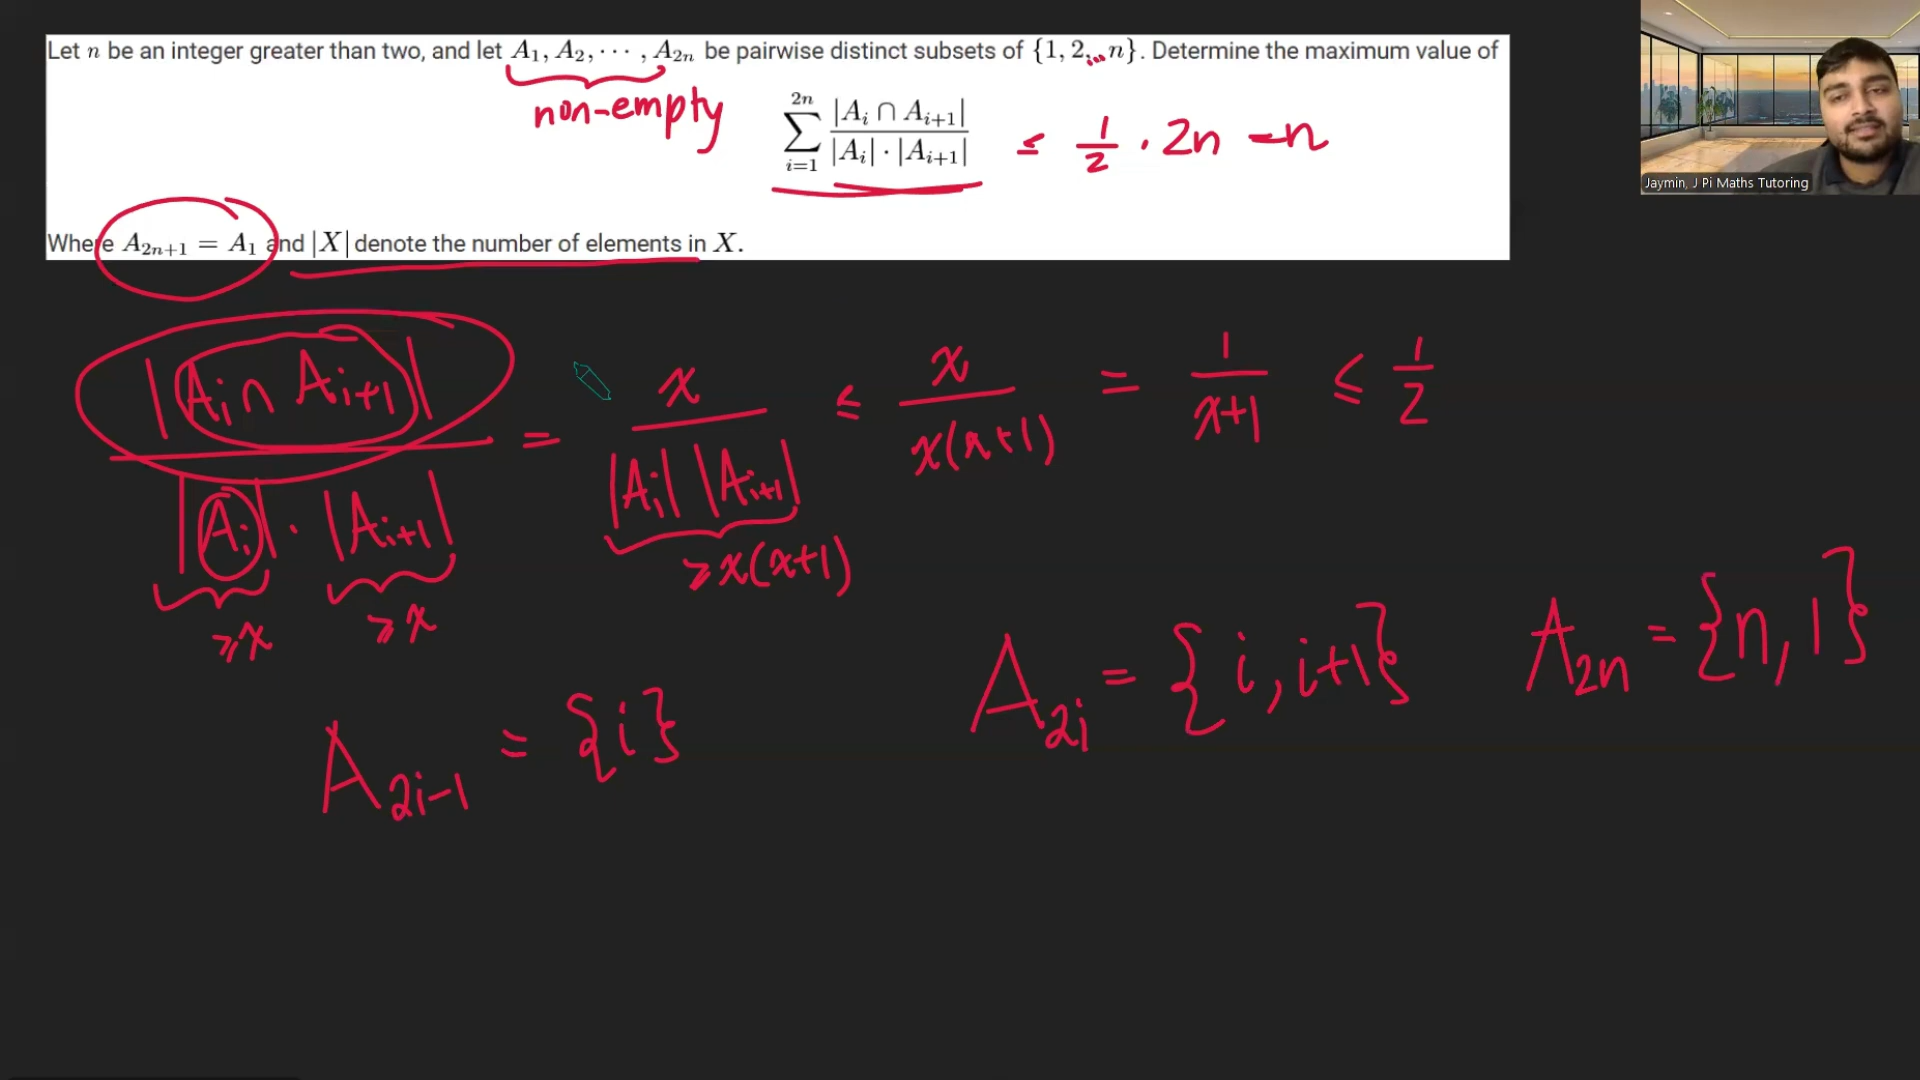 Let n be an integer greater than two, and let A₁, A₂, ··· , A₂ₙ be pairwise distinct subsets of {1, 2, ... n}. Determine the maximum value of
non-empty
∑_{i=1}^{2n} |Aᵢ ∩ Aᵢ₊₁| / (|Aᵢ| · |Aᵢ₊₁|) ≤ 1/2 · 2n = n
Where A₂ₙ₊₁ = A₁ and |X| denote the number of elements in X.
Jaymin, J Pi Maths Tutoring
|Aᵢ ∩ Aᵢ₊₁| / (|Aᵢ| · |Aᵢ₊₁|) = x / (|Aᵢ| |Aᵢ₊₁|) ≤ x / (x(x+1)) = 1 / (x+1) ≤ 1/2
⩾x ⩾x ⩾x(x+1)
A₂ᵢ₋₁ = {i} A₂ᵢ = {i, i+1} A₂ₙ = {n, 1}